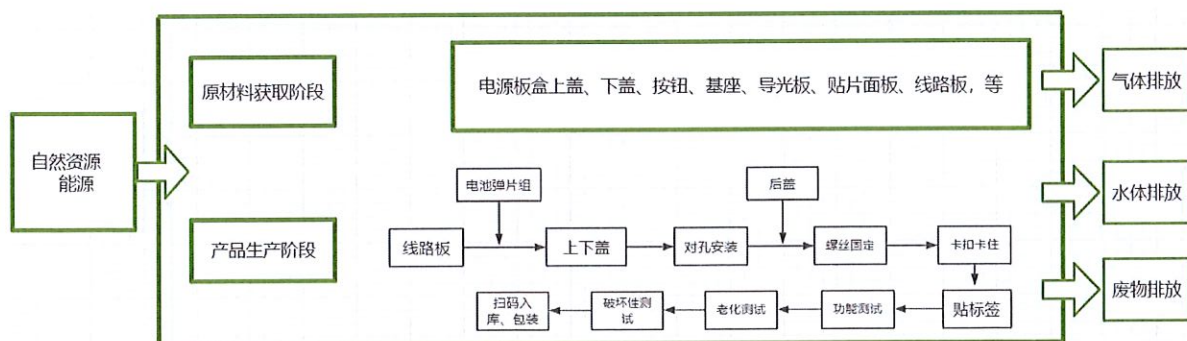 自然资源
能源
原材料获取阶段
产品生产阶段
电源板盒上盖、下盖、按钮、基座、导光板、贴片面板、线路板，等
电池弹片组
后盖
线路板
上下盖
对孔安装
螺丝固定
卡扣卡住
扫码入
库、包装
破坏性测
试
老化测试
功能测试
贴标签
气体排放
水体排放
废物排放